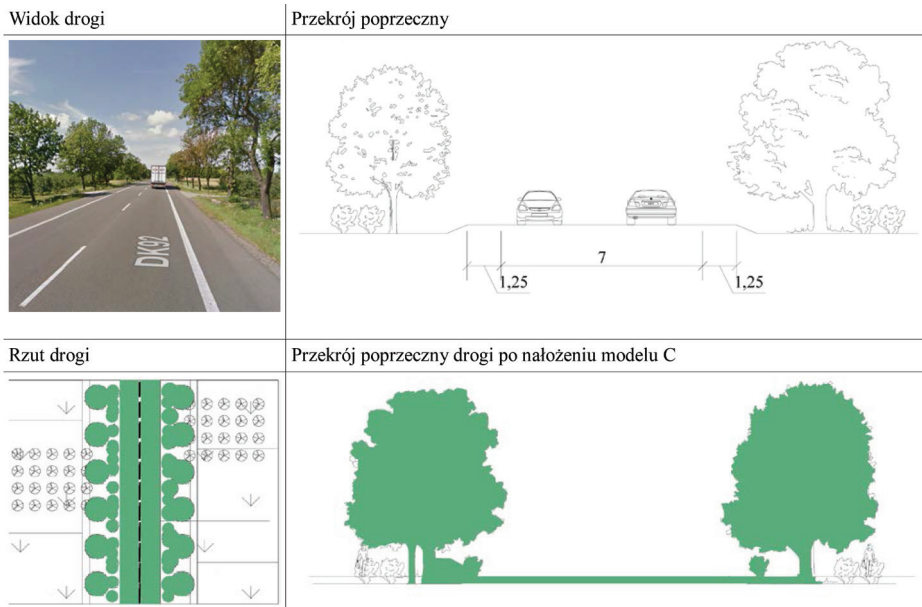 Widok drogi
Przekrój poprzeczny
DK92
7
1,25
1,25
Rzut drogi
Przekrój poprzeczny drogi po nałożeniu modelu C